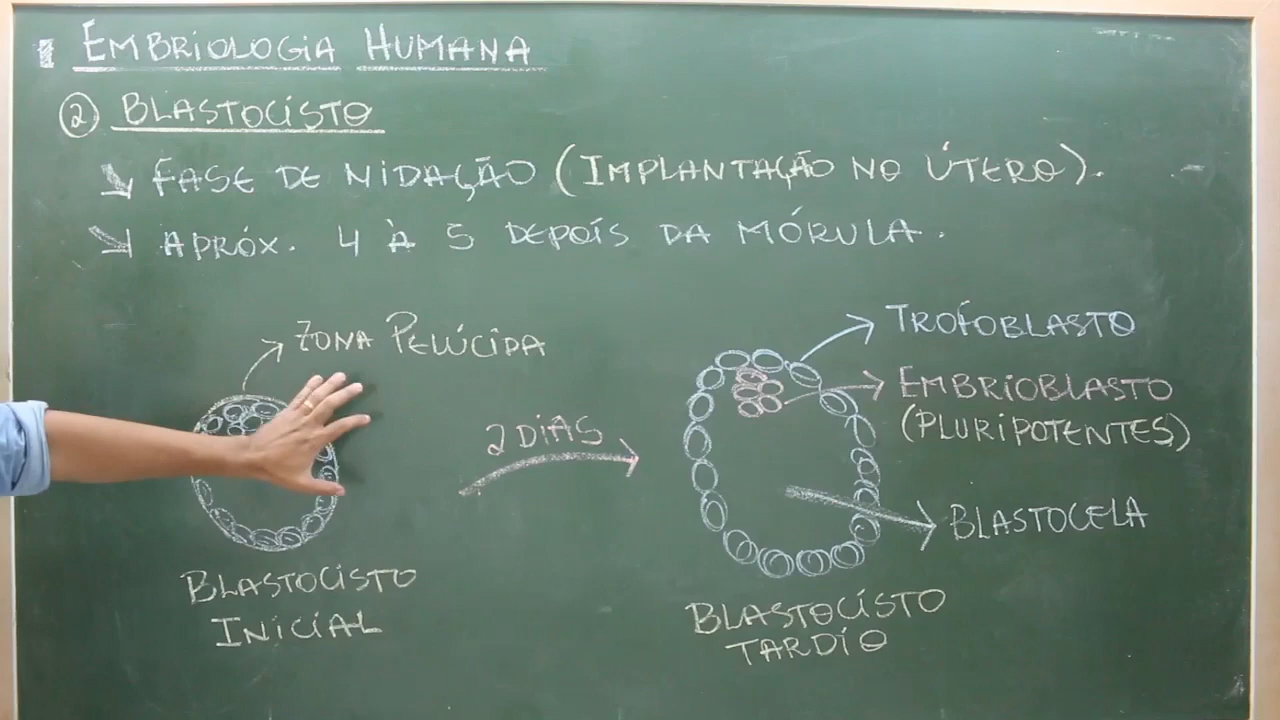 EMBRIOLOGIA HUMANA
② BLASTOCISTO
↘ FASE DE NIDAÇÃO (IMPLANTAÇÃO NO ÚTERO).
↘ APRÓX. 4 À 5 DEPOIS DA MÓRULA.
ZONA PELÚCIDA
2 DIAS
TROFOBLASTO
EMBRIOBLASTO
(PLURIPOTENTES)
BLASTOCELA
BLASTOCISTO
INICIAL
BLASTOCISTO
TARDIO